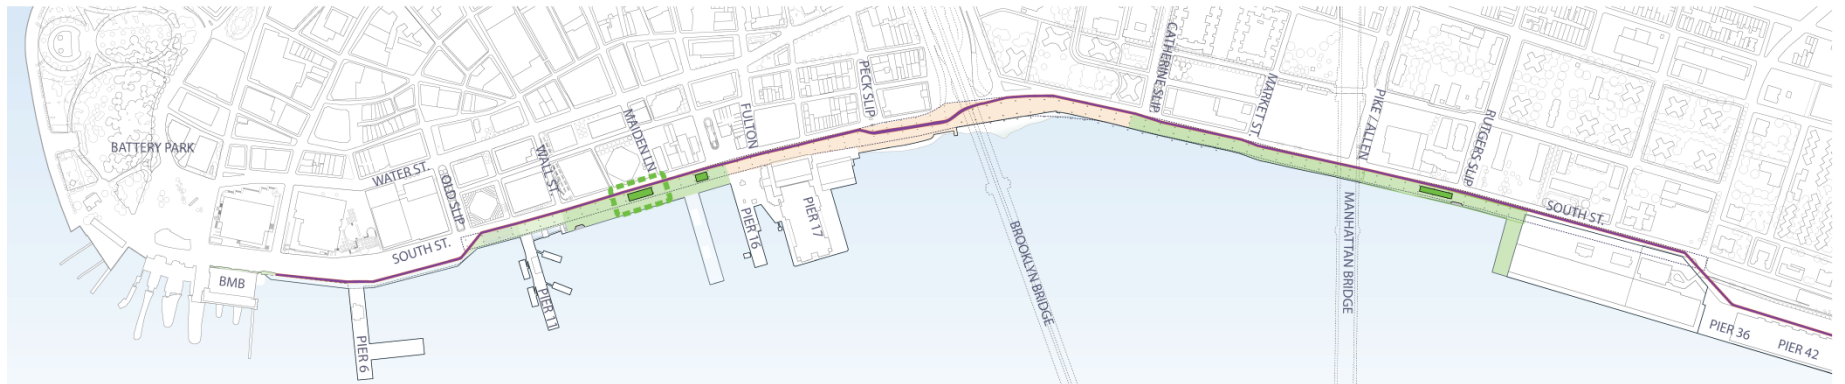 BATTERY PARK
WATER ST.
OLD SLIP
WALL ST.
MAIDEN LN
FULTON
PECK SLIP
CATHERINE SLIP
MARKET ST.
PIKE / ALLEN
RUTGERS SLIP
SOUTH ST.
SOUTH ST.
BMB
PIER 6
PIER 11
PIER 16
PIER 17
BROOKLYN BRIDGE
MANHATTAN BRIDGE
PIER 36
PIER 42